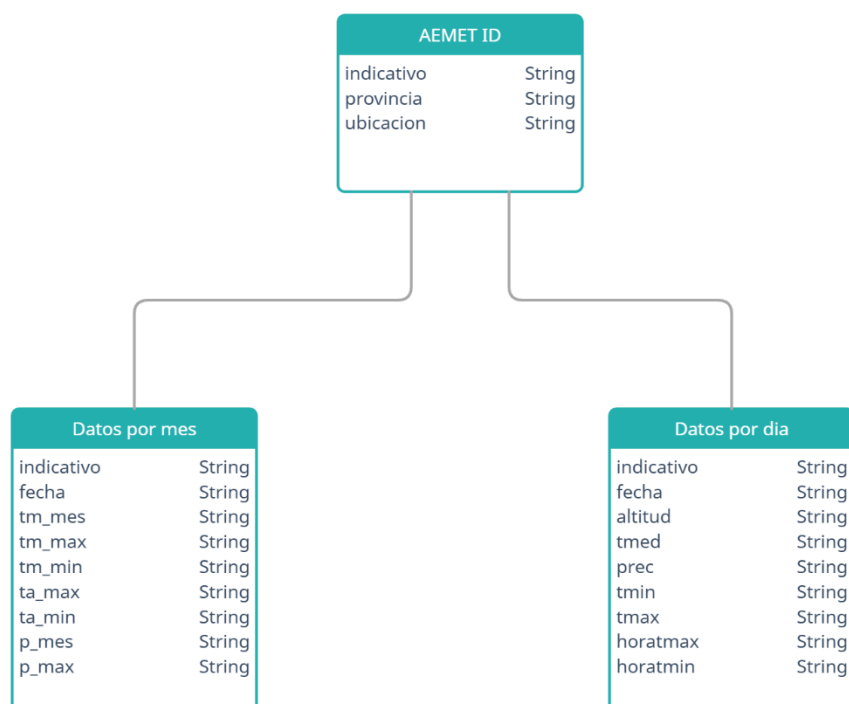 AEMET ID
indicativo String
provincia String
ubicacion String
Datos por mes
indicativo String
fecha String
tm_mes String
tm_max String
tm_min String
ta_max String
ta_min String
p_mes String
p_max String
Datos por dia
indicativo String
fecha String
altitud String
tmed String
prec String
tmin String
tmax String
horatmax String
horatmin String